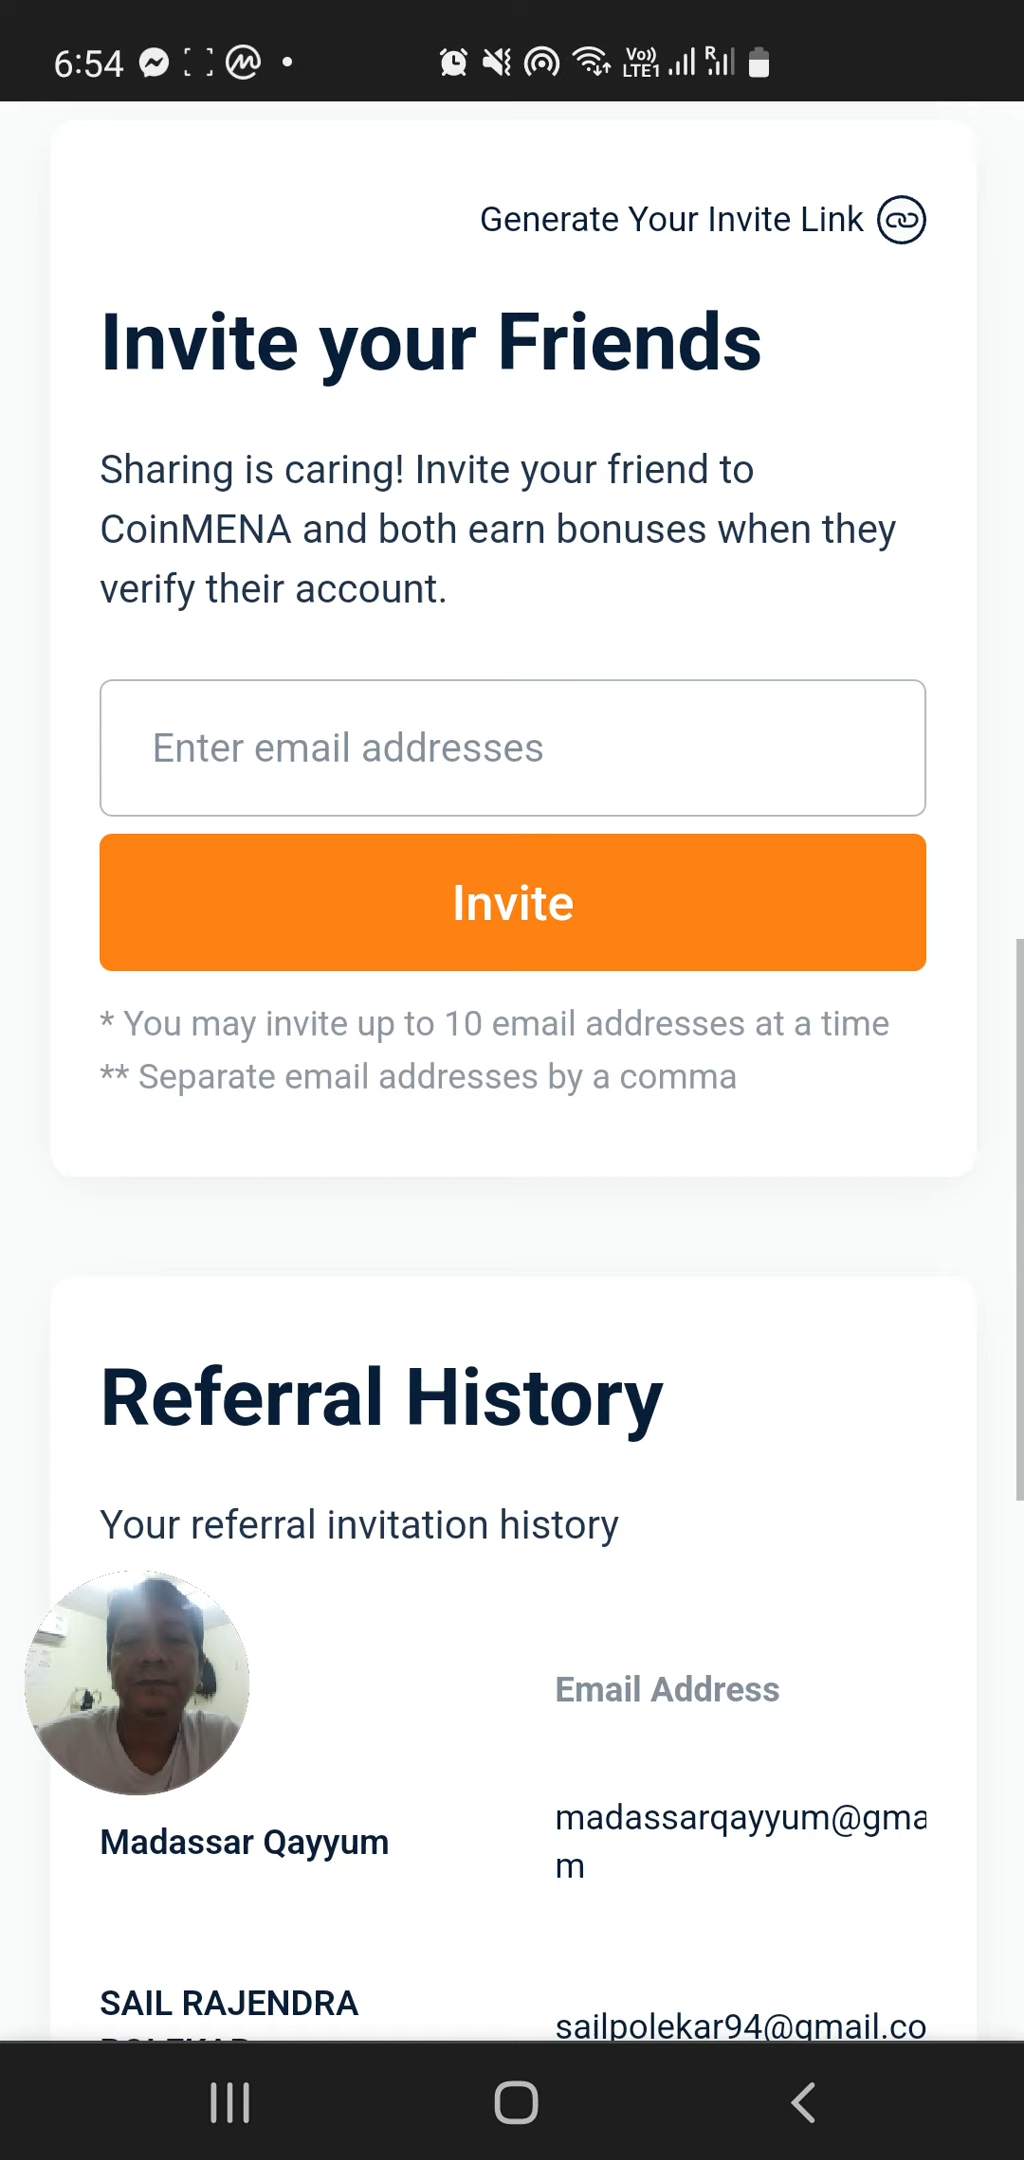 6:54
Vo))
LTE1
R
Generate Your Invite Link
Invite your Friends
Sharing is caring! Invite your friend to
CoinMENA and both earn bonuses when they
verify their account.
Enter email addresses
Invite
* You may invite up to 10 email addresses at a time
** Separate email addresses by a comma
Referral History
Your referral invitation history
Email Address
Madassar Qayyum
madassarqayyum@gma
m
SAIL RAJENDRA
sailpolekar94@gmail.co